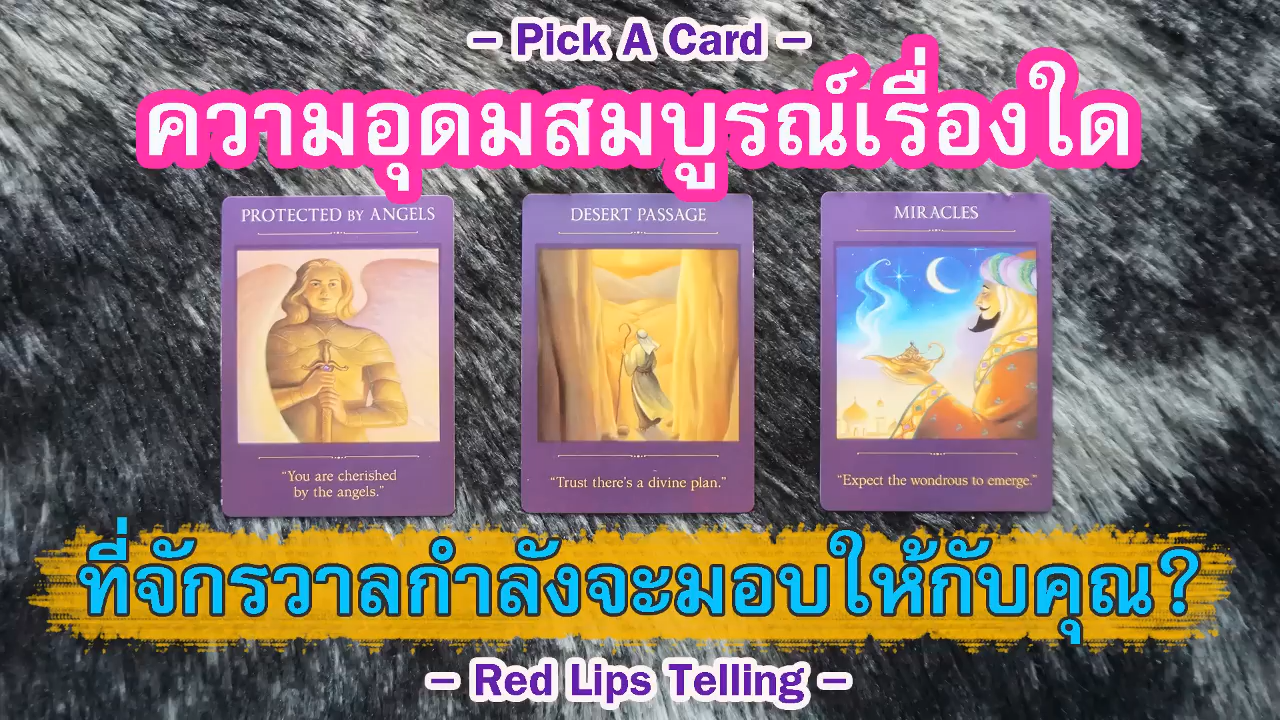 – Pick A Card –
ความอุดมสมบูรณ์เรื่องใด
PROTECTED BY ANGELS
"You are cherished
by the angels."
DESERT PASSAGE
"Trust there's a divine plan."
MIRACLES
"Expect the wondrous to emerge."
ที่จักรวาลกำลังจะมอบให้กับคุณ?
– Red Lips Telling –